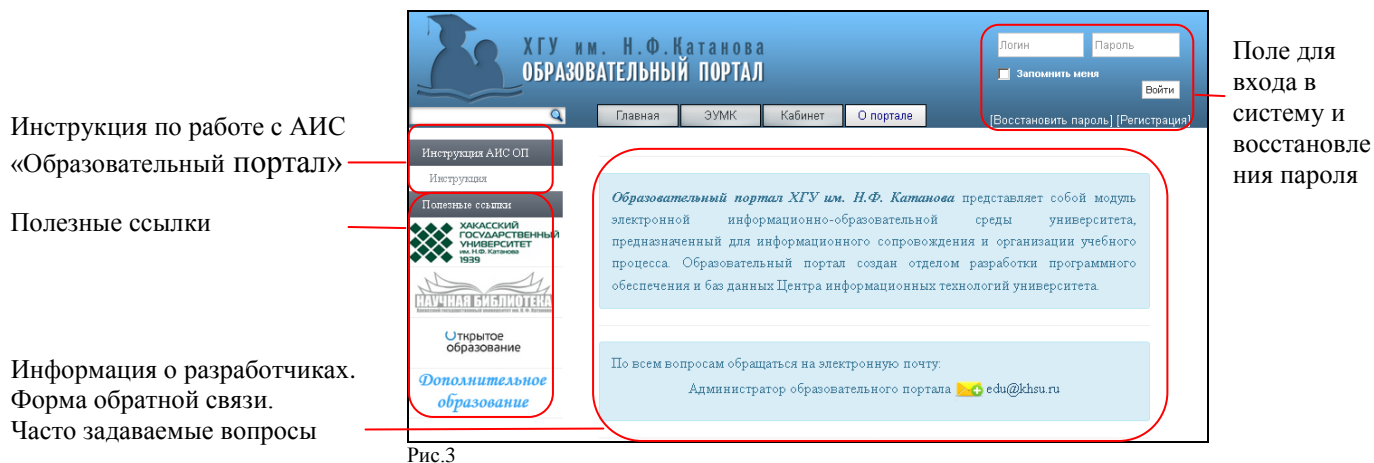 ХГУ им. Н.Ф.Катанова
ОБРАЗОВАТЕЛЬНЫЙ ПОРТАЛ
Логин
Пароль
Запомнить меня
Войти
[Восстановить пароль] [Регистрация]
Главная
ЭУМК
Кабинет
О портале
Поле для
входа в
систему и
восстановле
ния пароля
Инструкция по работе с АИС
«Образовательный портал»
Полезные ссылки
Информация о разработчиках.
Форма обратной связи.
Часто задаваемые вопросы
Инструкция АИС ОП
Инструкция
Полезные ссылки
ХАКАССКИЙ
ГОСУДАРСТВЕННЫЙ
УНИВЕРСИТЕТ
им. Н.Ф. Катанова
1939
НАУЧНАЯ БИБЛИОТЕКА
Открытое
образование
Дополнительное
образование
Образовательный портал ХГУ им. Н.Ф. Катанова представляет собой модуль
электронной информационно-образовательной среды университета,
предназначенный для информационного сопровождения и организации учебного
процесса. Образовательный портал создан отделом разработки программного
обеспечения и баз данных Центра информационных технологий университета.
По всем вопросам обращаться на электронную почту:
Администратор образовательного портала edu@khsu.ru
Рис.3